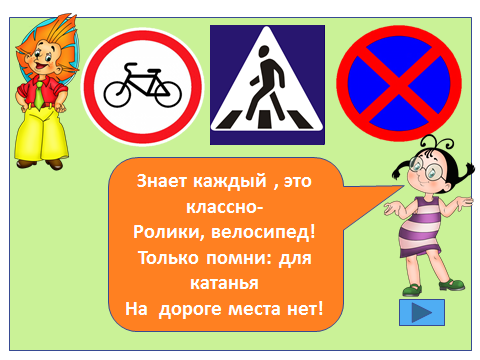 Знает каждый , это
классно-
Ролики, велосипед!
Только помни: для
катанья
На  дороге места нет!